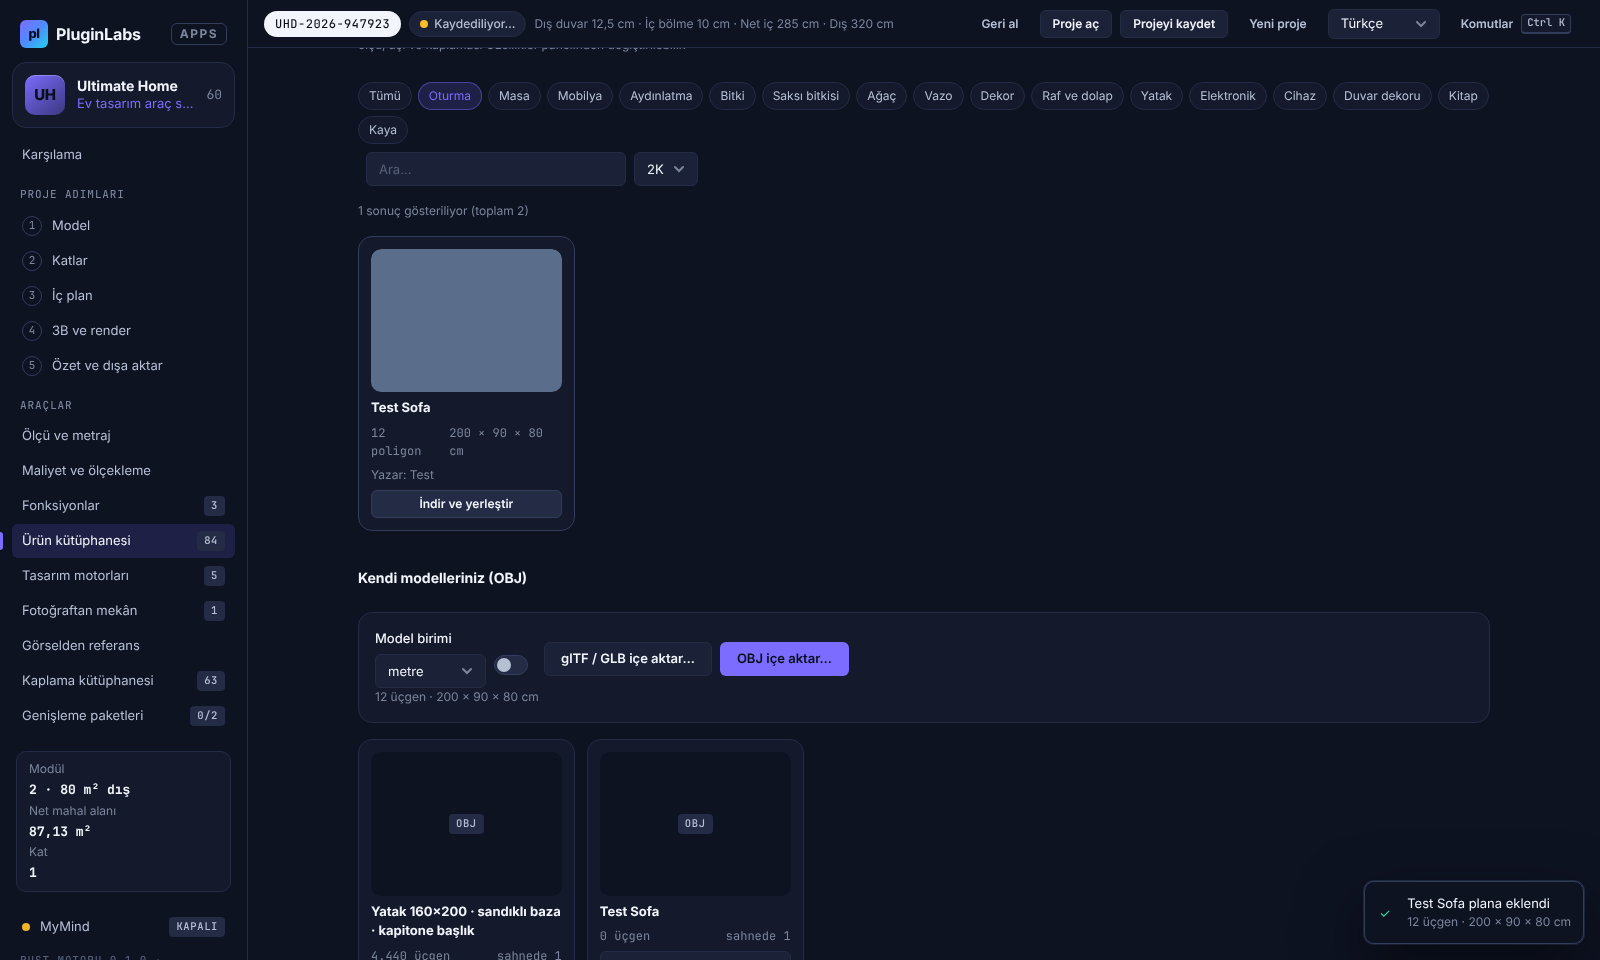 pl PluginLabs APPS
UH Ultimate Home 60
Ev tasarım araç s...
Karşılama
PROJE ADIMLARI
1 Model
2 Katlar
3 İç plan
4 3B ve render
5 Özet ve dışa aktar
ARAÇLAR
Ölçü ve metraj
Maliyet ve ölçekleme
Fonksiyonlar 3
Ürün kütüphanesi 84
Tasarım motorları 5
Fotoğraftan mekân 1
Görselden referans
Kaplama kütüphanesi 63
Genişleme paketleri 0/2
Modül
2 · 80 m² dış
Net mahal alanı
87,13 m²
Kat
1
MyMind KAPALI
UHD-2026-947923 Kaydediliyor... Dış duvar 12,5 cm · İç bölme 10 cm · Net iç 285 cm · Dış 320 cm Geri al Proje aç Projeyi kaydet Yeni proje Türkçe Komutlar Ctrl K
Tümü Oturma Masa Mobilya Aydınlatma Bitki Saksı bitkisi Ağaç Vazo Dekor Raf ve dolap Yatak Elektronik Cihaz Duvar dekoru Kitap
Kaya
Ara... 2K
1 sonuç gösteriliyor (toplam 2)
Test Sofa
12 poligon 200 × 90 × 80 cm
Yazar: Test
İndir ve yerleştir
Kendi modelleriniz (OBJ)
Model birimi
metre glTF / GLB içe aktar... OBJ içe aktar...
12 üçgen · 200 × 90 × 80 cm
OBJ
Yatak 160×200 · sandıklı baza
· kapitone başlık
4.440 üçgen sahnede 1
OBJ
Test Sofa
0 üçgen sahnede 1
Test Sofa plana eklendi
12 üçgen · 200 × 90 × 80 cm